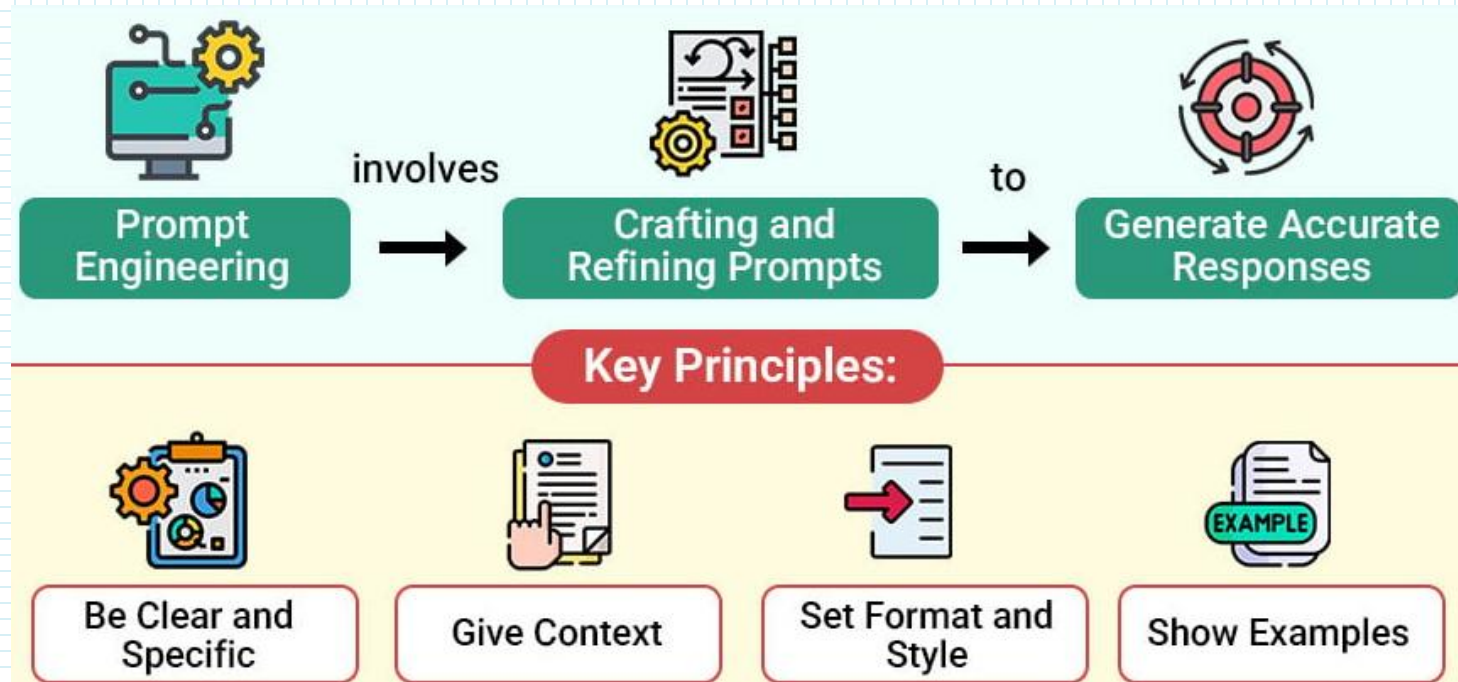 involves
to
Prompt
Engineering
Crafting and
Refining Prompts
Generate Accurate
Responses
Key Principles:
EXAMPLE
Be Clear and
Specific
Give Context
Set Format and
Style
Show Examples